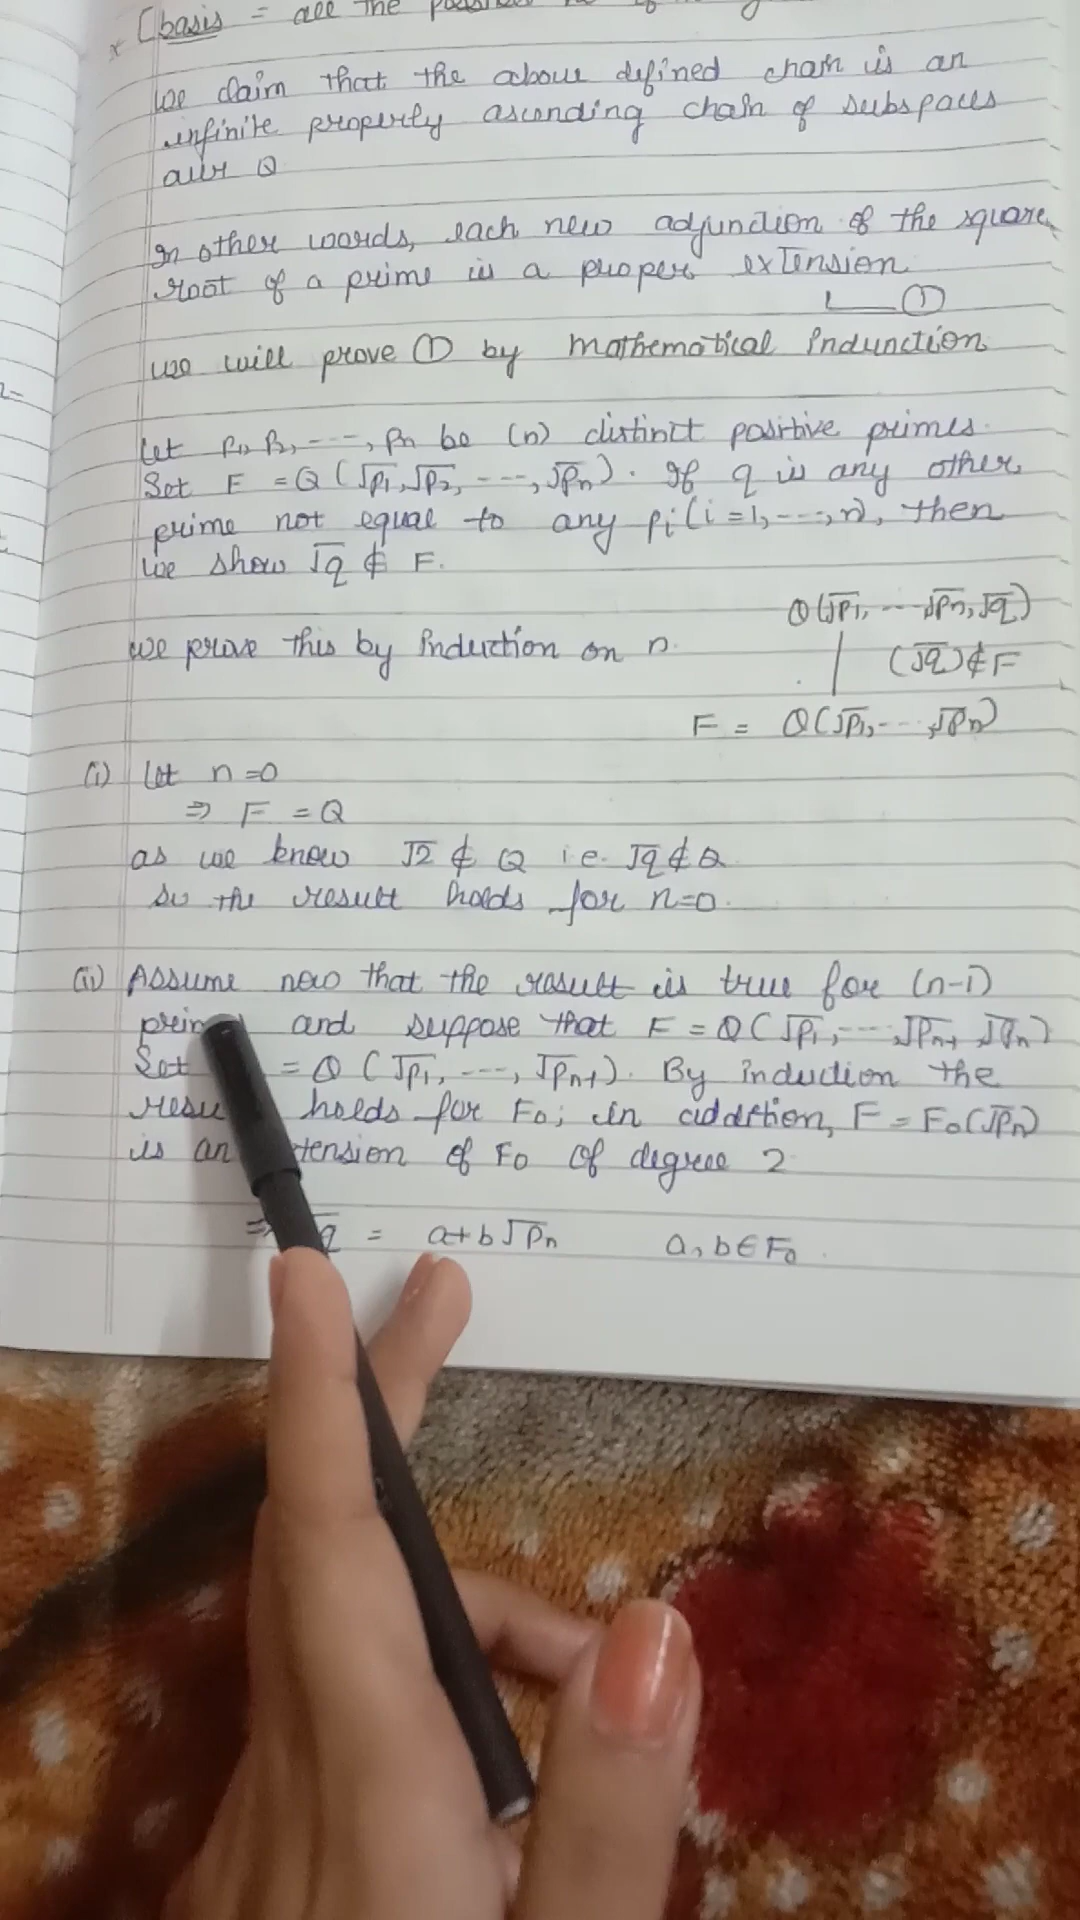 × [basis = all the
we claim that the above defined chain is an
infinite properly ascending chain of subspaces
over Q
In other words, each new adjunction of the square
root of a prime is a proper extension
①
we will prove ① by mathematical Indunction
Let p1, p2, ---, pn be (n) distinct positive primes.
Set F = Q(√p1, √p2, ---, √pn). If q is any other
prime not equal to any pi (i=1, ---, n), then
we show √q ∉ F.
Q(√p1, ---√pn, √q)
we prove this by Induction on n.
(√q) ∉ F
F = Q(√p1, ---, √pn)
(i) Let n=0
⇒ F = Q
as we know √2 ∉ Q i.e. √q ∉ Q
so the result holds for n=0.
(ii) Assume now that the result is true for (n-1)
and suppose that F = Q(√p1, ---, √pn-1, √pn)
Set = Q(√p1, ---, √pn-1). By induction the
holds for F0; in addition, F = F0(√pn)
is an tension of F0 of degree 2
⇒ q = a+b√pn a, b ∈ F0.